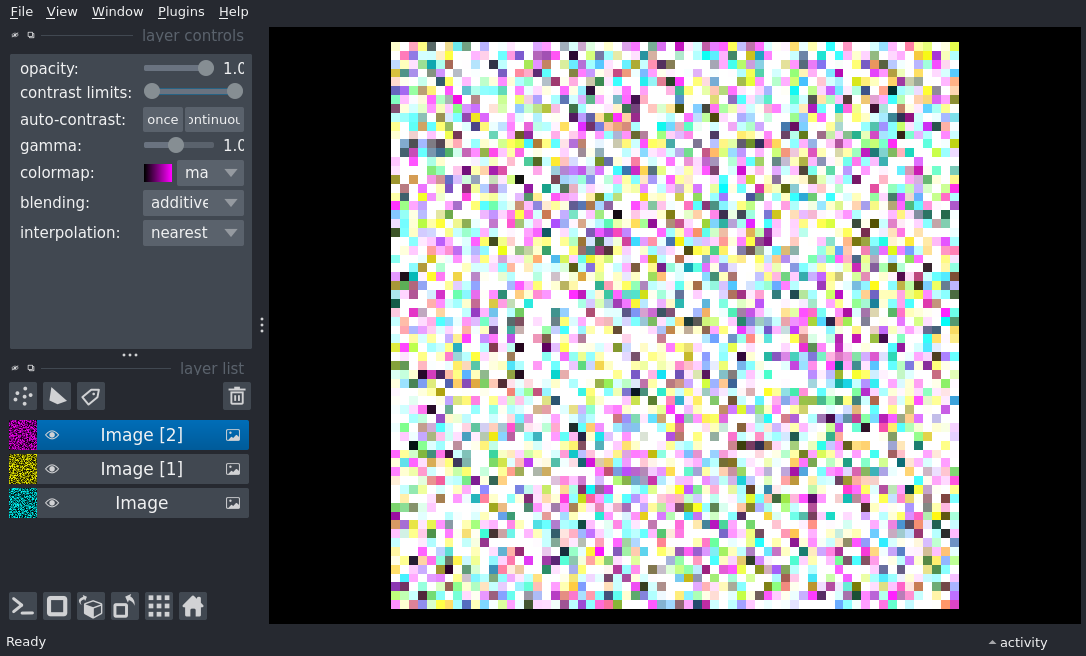 File View Window Plugins Help
layer controls
opacity: 1.0
contrast limits:
auto-contrast: once ontinuou
gamma: 1.0
colormap: ma
blending: additive
interpolation: nearest
layer list
Image [2]
Image [1]
Image
Ready
activity